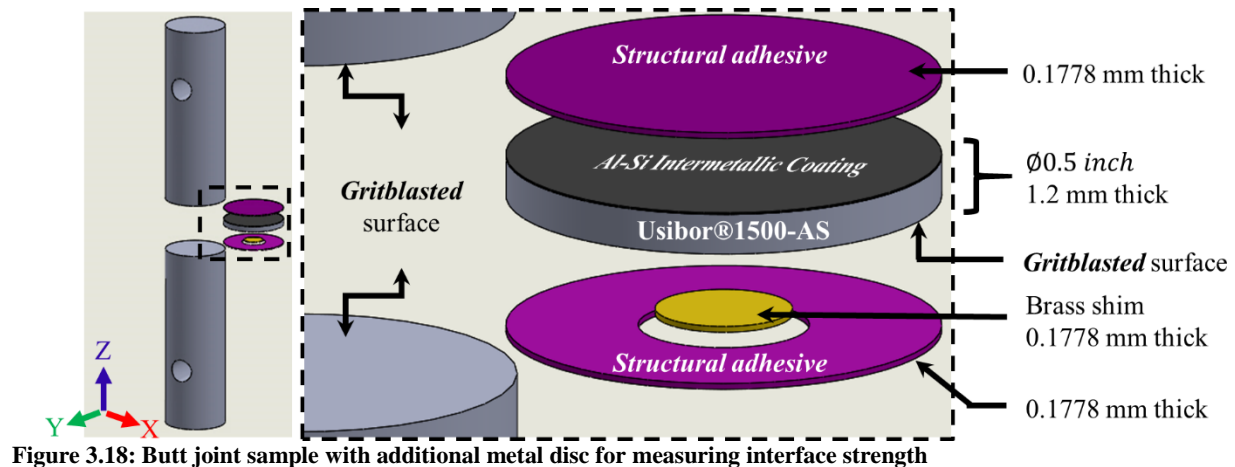 Structural adhesive
0.1778 mm thick
Al-Si Intermetallic Coating
Ø0.5 inch
1.2 mm thick
Gritblasted
surface
Usibor®1500-AS
Gritblasted surface
Brass shim
0.1778 mm thick
Structural adhesive
0.1778 mm thick
Z
Y
X
Figure 3.18: Butt joint sample with additional metal disc for measuring interface strength